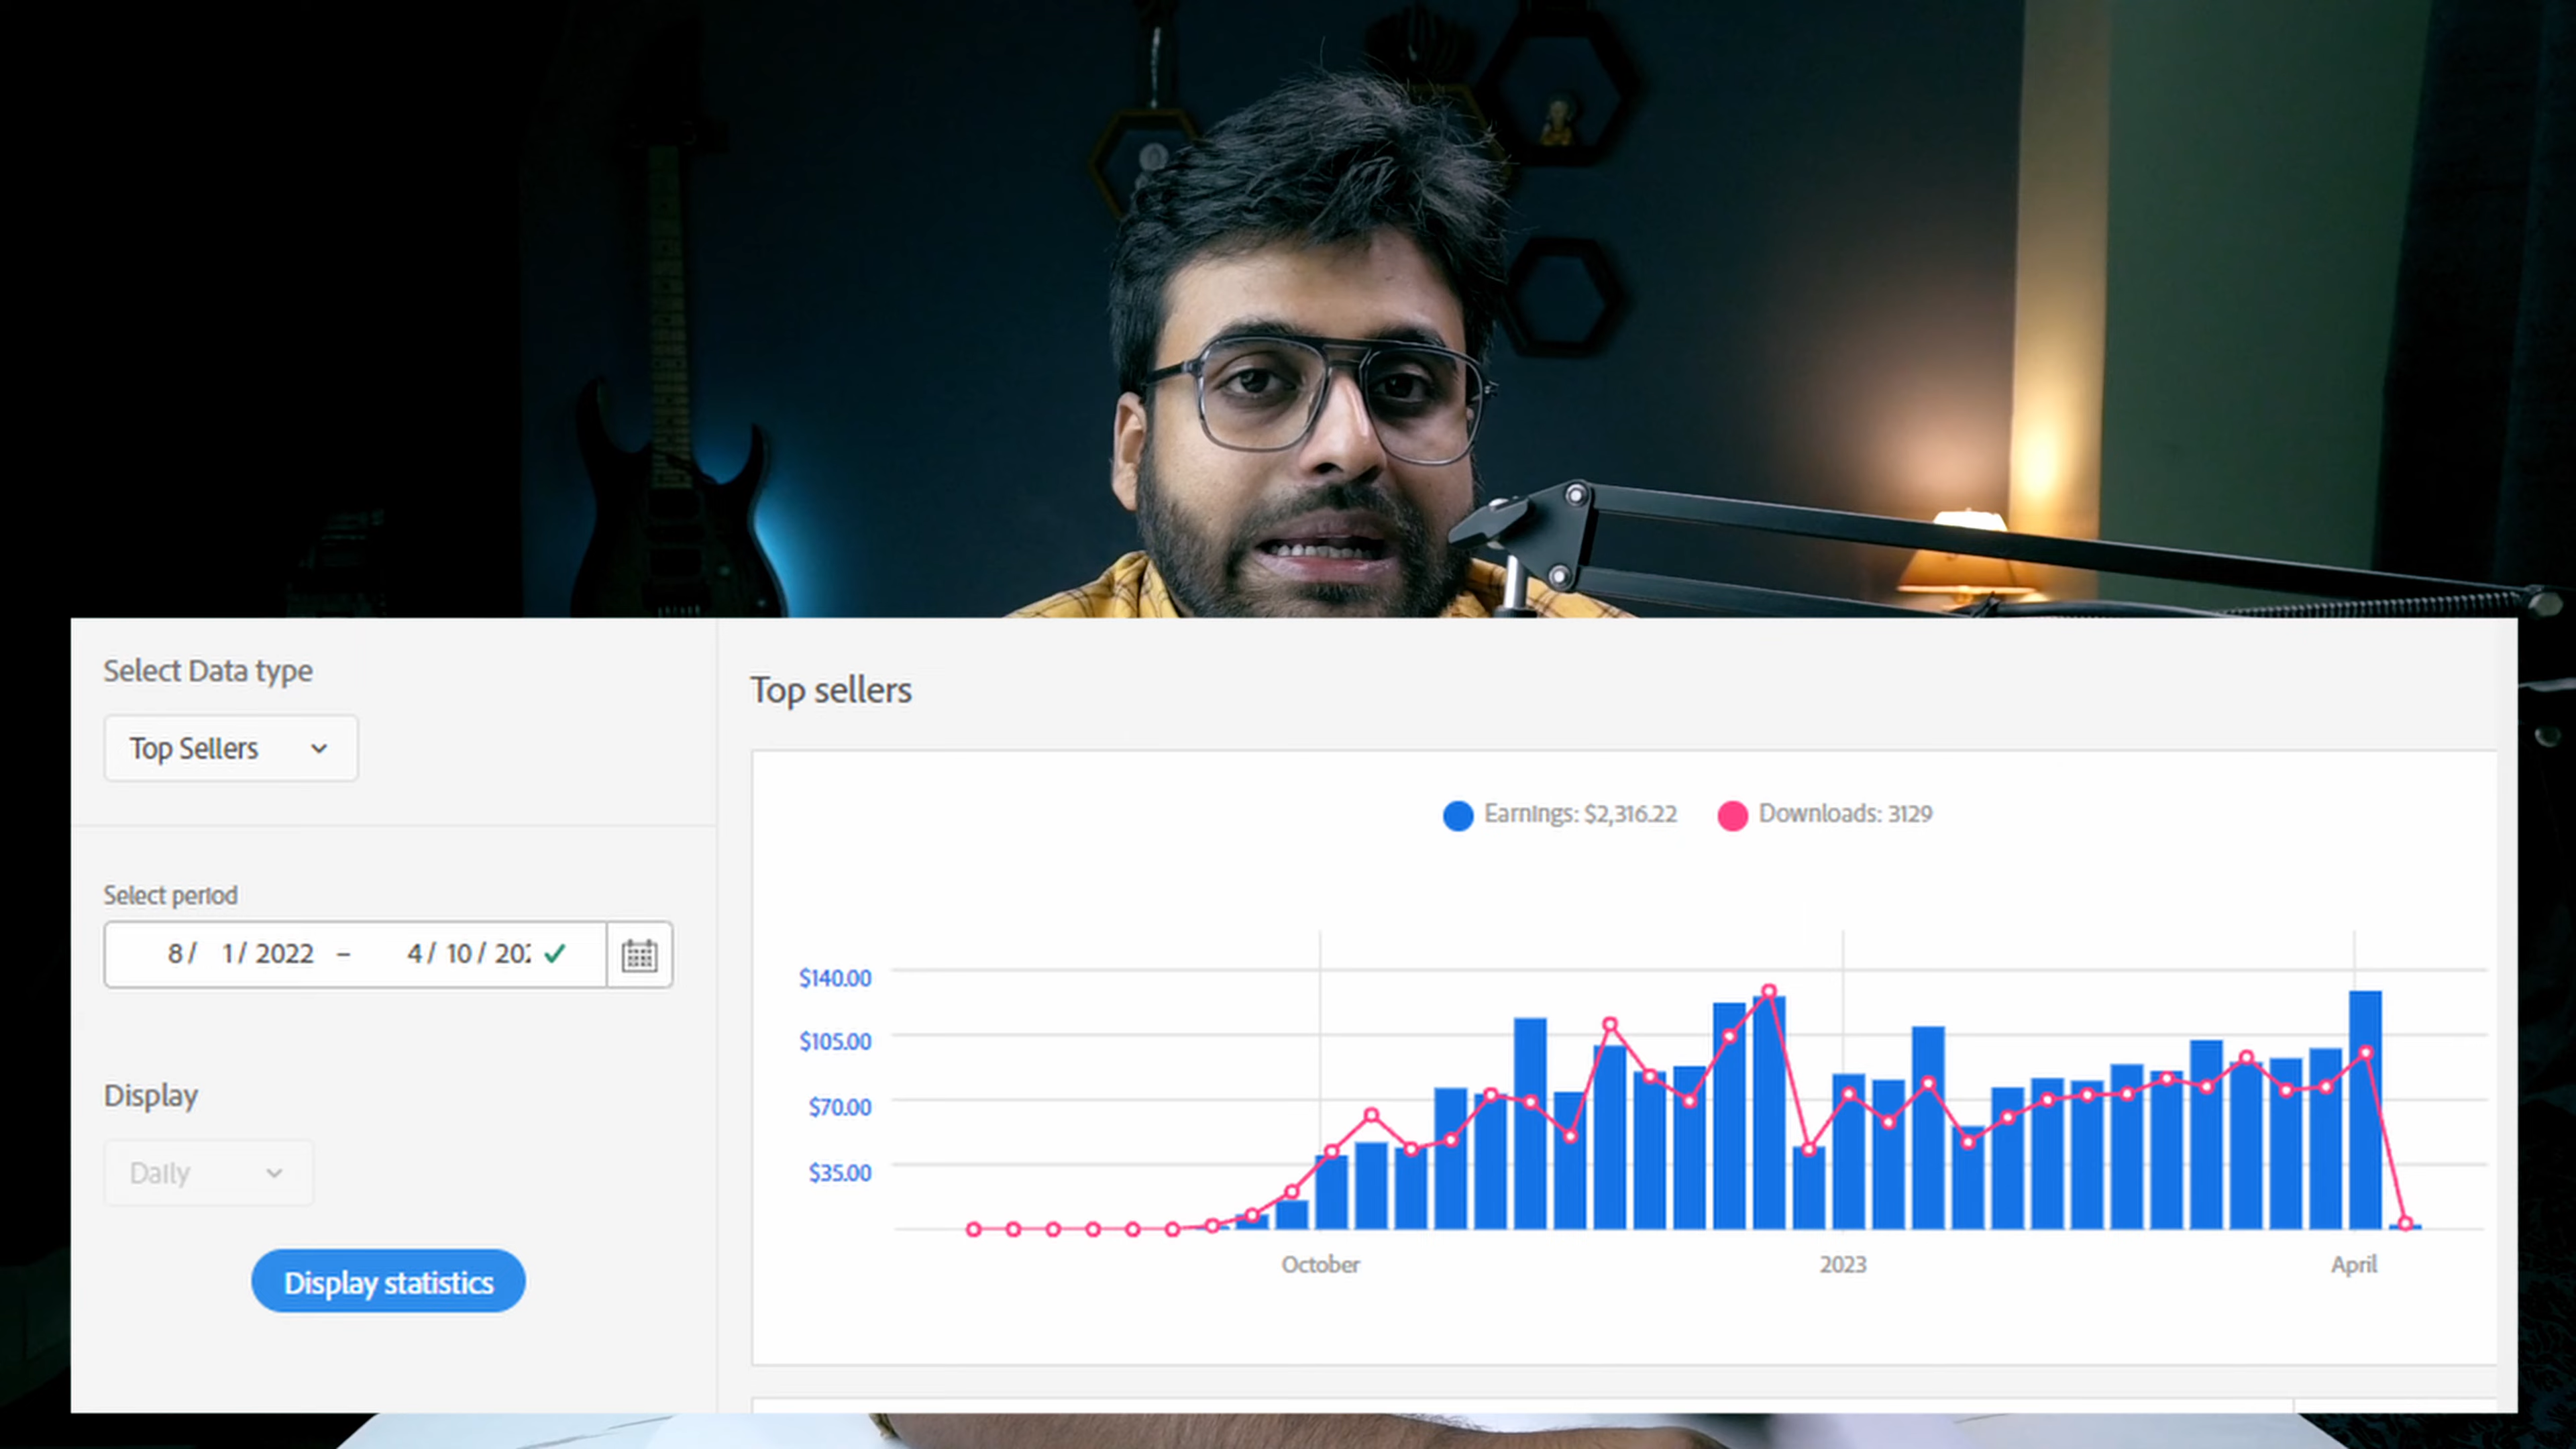 Select Data type
Top Sellers
Select period
8/ 1/ 2022 – 4/ 10/ 202
Display
Daily
Display statistics
Top sellers
Earnings: $2,316.22 Downloads: 3129
$140.00
$105.00
$70.00
$35.00
October 2023 April